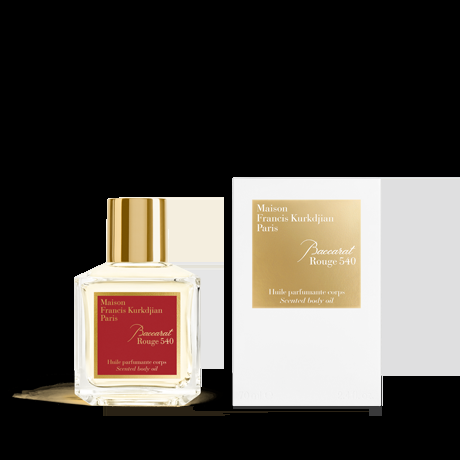 Maison
Francis Kurkdjian
Paris
Baccarat
Rouge 540
Huile parfumante corps
Scented body oil
Maison
Francis Kurkdjian
Paris
Baccarat
Rouge 540
Huile parfumante corps
Scented body oil